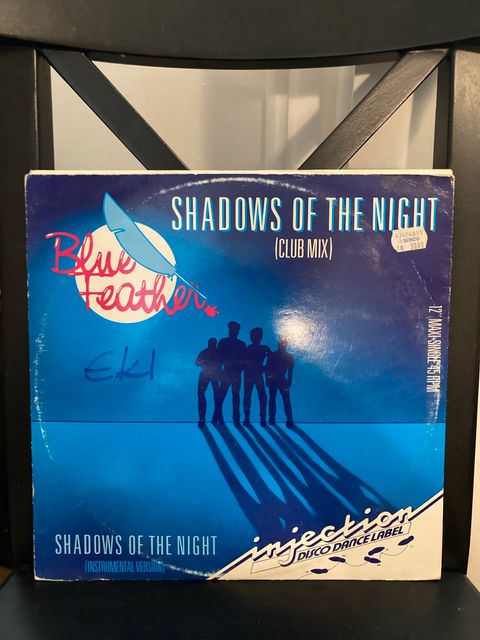 SHADOWS OF THE NIGHT
(CLUB MIX)
Blue
Feather
SOKOS
12" MAXI-SINGLE 45 RPM
EKI
SHADOWS OF THE NIGHT
(INSTRUMENTAL VERSION)
injection
DISCO DANCE LABEL